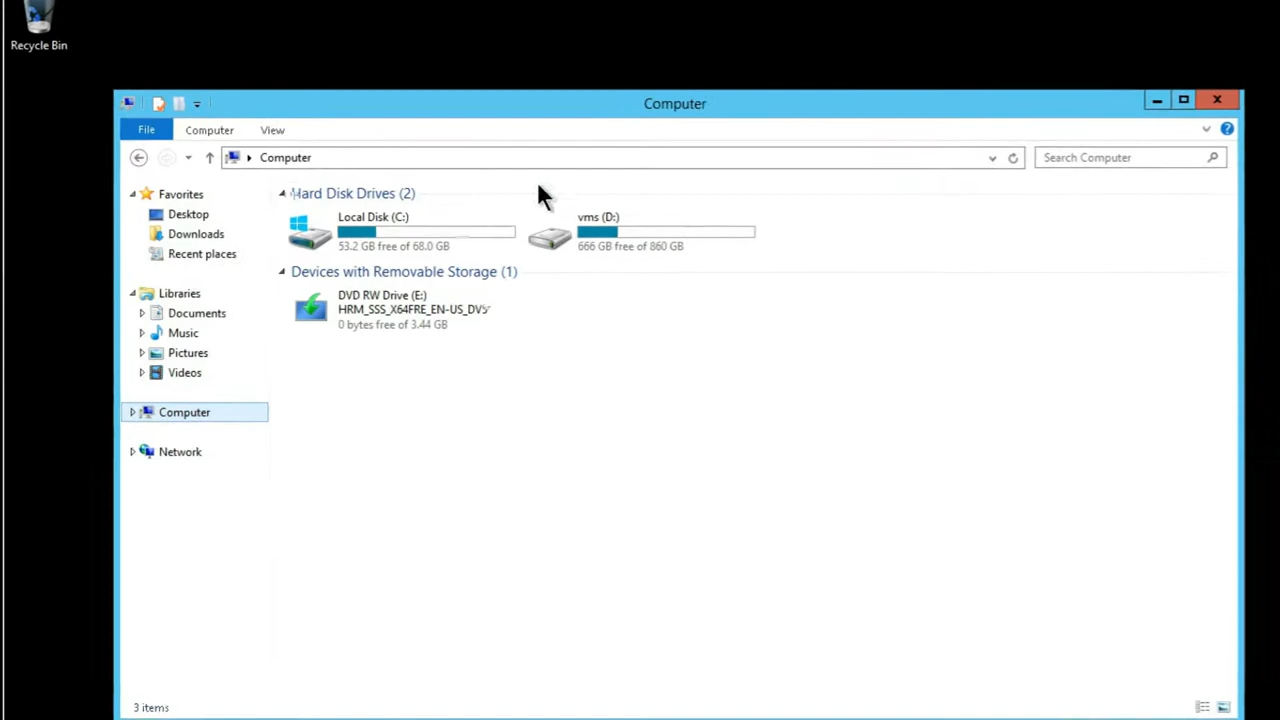 Recycle Bin
Computer
File Computer View
Computer Search Computer
Favorites
Desktop
Downloads
Recent places
Libraries
Documents
Music
Pictures
Videos
Computer
Network
Hard Disk Drives (2)
Local Disk (C:)
53.2 GB free of 68.0 GB
vms (D:)
666 GB free of 860 GB
Devices with Removable Storage (1)
DVD RW Drive (E:)
HRM_SSS_X64FRE_EN-US_DV5
0 bytes free of 3.44 GB
3 items